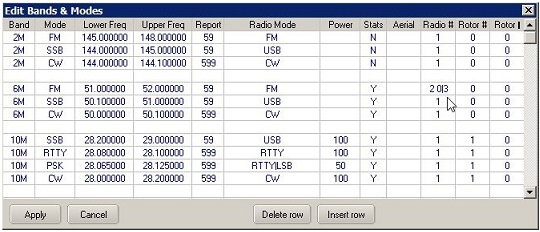 Edit Bands & Modes
Band Mode Lower Freq Upper Freq Report Radio Mode Power Stats Aerial Radio # Rotor # Rotor
2M FM 145.000000 148.000000 59 FM N 1 0 0
2M SSB 144.000000 145.000000 59 USB N 1 0 0
2M CW 144.000000 144.100000 599 CW N 1 0 0
6M FM 51.000000 52.000000 59 FM Y 2 0|3 0 0
6M SSB 50.100000 51.000000 59 USB Y 1 0 0
6M CW 50.000000 50.100000 599 CW Y 1 0 0
10M SSB 28.200000 29.000000 59 USB 100 Y 1 1 0
10M RTTY 28.080000 28.100000 599 RTTY 100 Y 1 1 0
10M PSK 28.065000 28.125000 599 RTTY|LSB 50 Y 1 1 0
10M CW 28.000000 28.200000 599 CW 100 Y 1 1 0
Apply Cancel Delete row Insert row